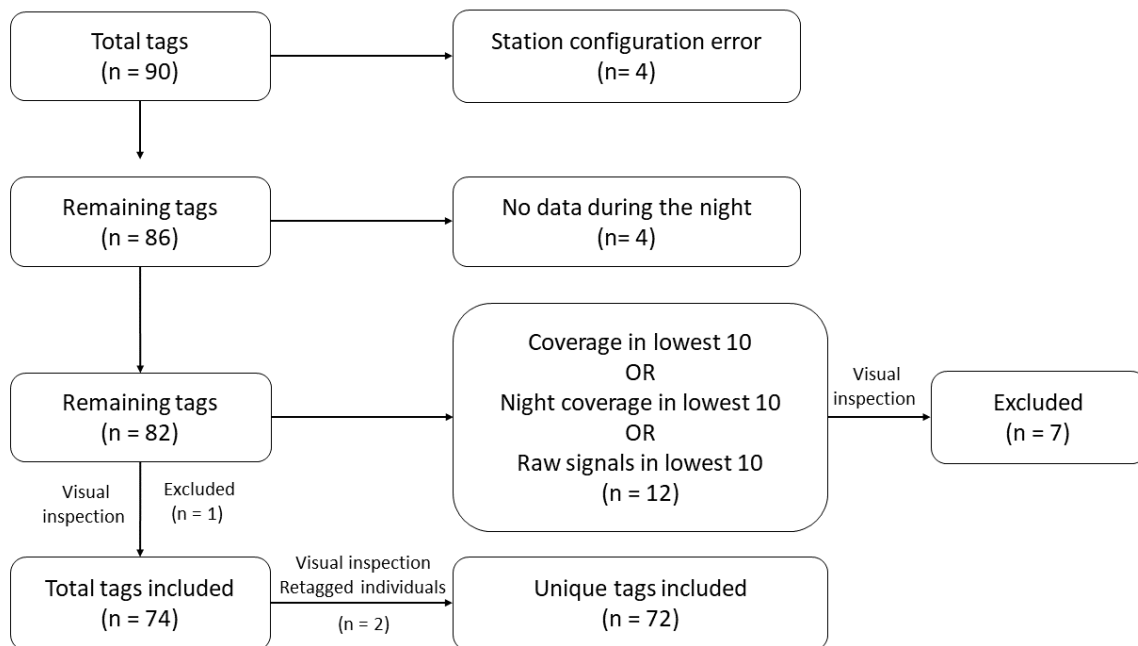 Total tags
(n = 90)
Station configuration error
(n= 4)
Remaining tags
(n = 86)
No data during the night
(n= 4)
Remaining tags
(n = 82)
Coverage in lowest 10
OR
Night coverage in lowest 10
OR
Raw signals in lowest 10
(n = 12)
Visual
inspection
Excluded
(n = 7)
Visual
inspection
Excluded
(n = 1)
Total tags included
(n = 74)
Visual inspection
Retagged individuals
(n = 2)
Unique tags included
(n = 72)